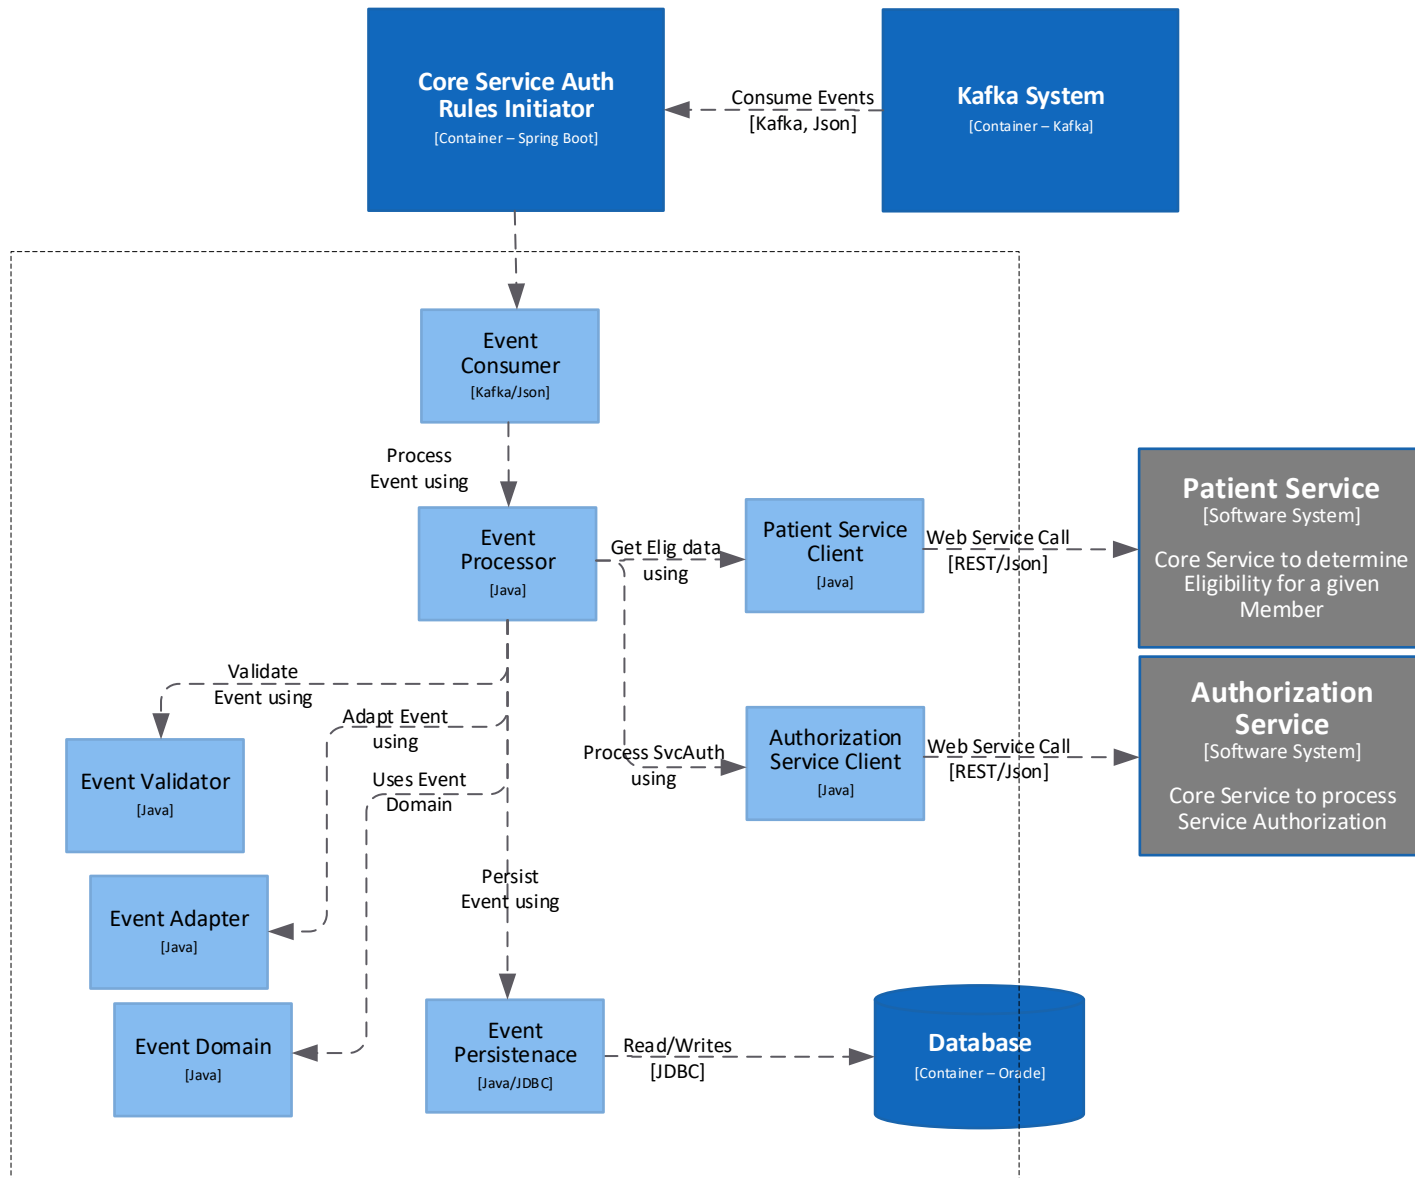 Core Service Auth
Rules Initiator
[Container – Spring Boot]
Consume Events
[Kafka, Json]
Kafka System
[Container – Kafka]
Event
Consumer
[Kafka/Json]
Process
Event using
Event
Processor
[Java]
Get Elig data
using
Patient Service
Client
[Java]
Web Service Call
[REST/Json]
Patient Service
[Software System]
Core Service to determine
Eligibility for a given
Member
Validate
Event using
Adapt Event
using
Uses Event
Domain
Process SvcAuth
using
Authorization
Service Client
[Java]
Web Service Call
[REST/Json]
Authorization
Service
[Software System]
Core Service to process
Service Authorization
Event Validator
[Java]
Event Adapter
[Java]
Event Domain
[Java]
Persist
Event using
Event
Persistenace
[Java/JDBC]
Read/Writes
[JDBC]
Database
[Container – Oracle]